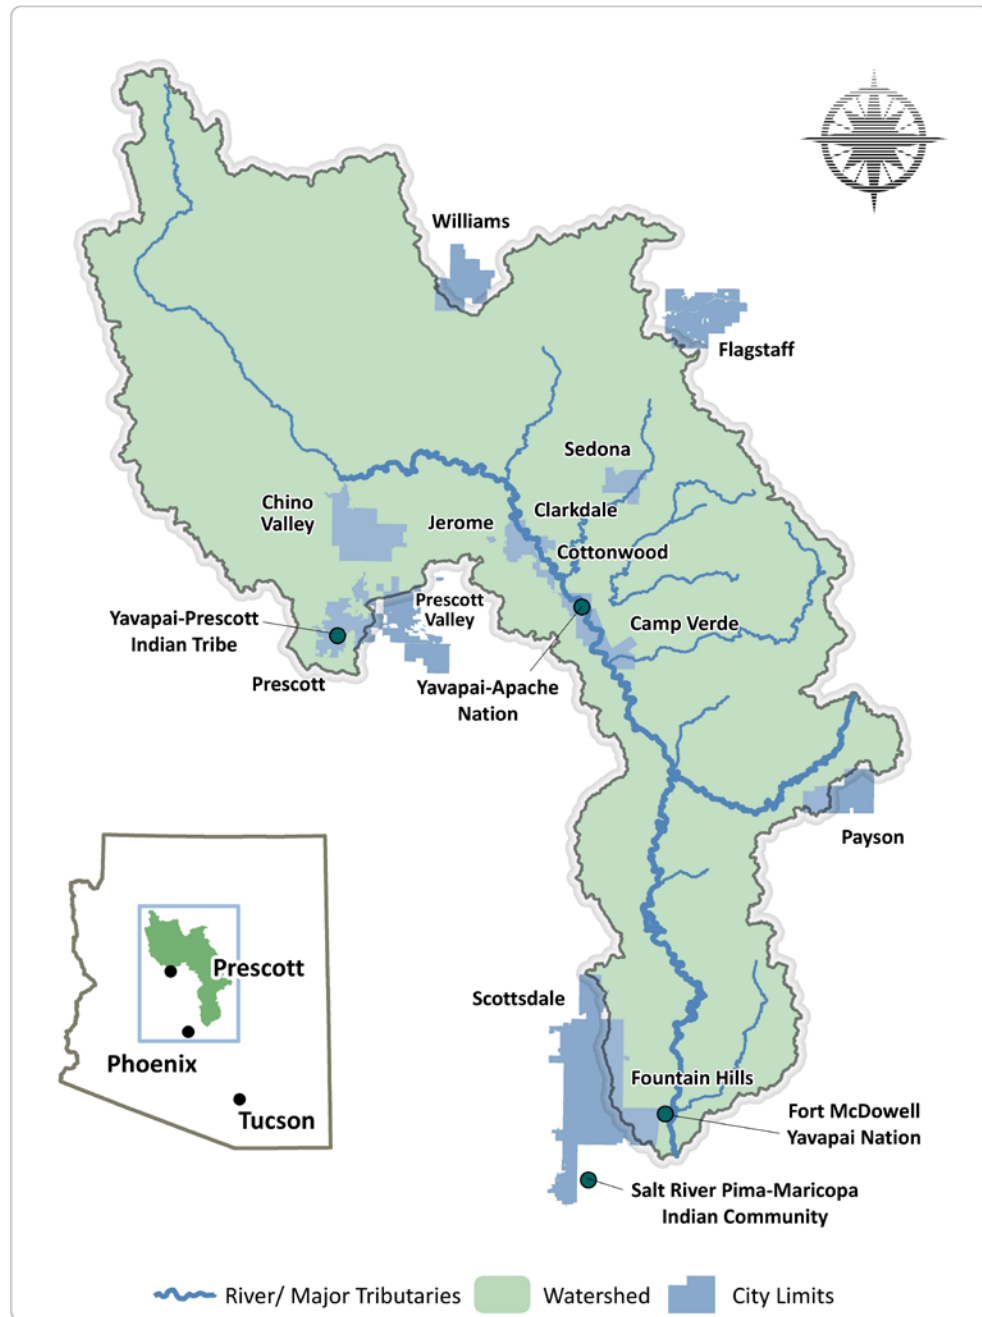 Williams
Flagstaff
Sedona
Chino
Valley
Jerome
Clarkdale
Cottonwood
Prescott
Valley
Yavapai-Prescott
Indian Tribe
Camp Verde
Prescott
Yavapai-Apache
Nation
Payson
Prescott
Phoenix
Tucson
Scottsdale
Fountain Hills
Fort McDowell
Yavapai Nation
Salt River Pima-Maricopa
Indian Community
River/ Major Tributaries
Watershed
City Limits